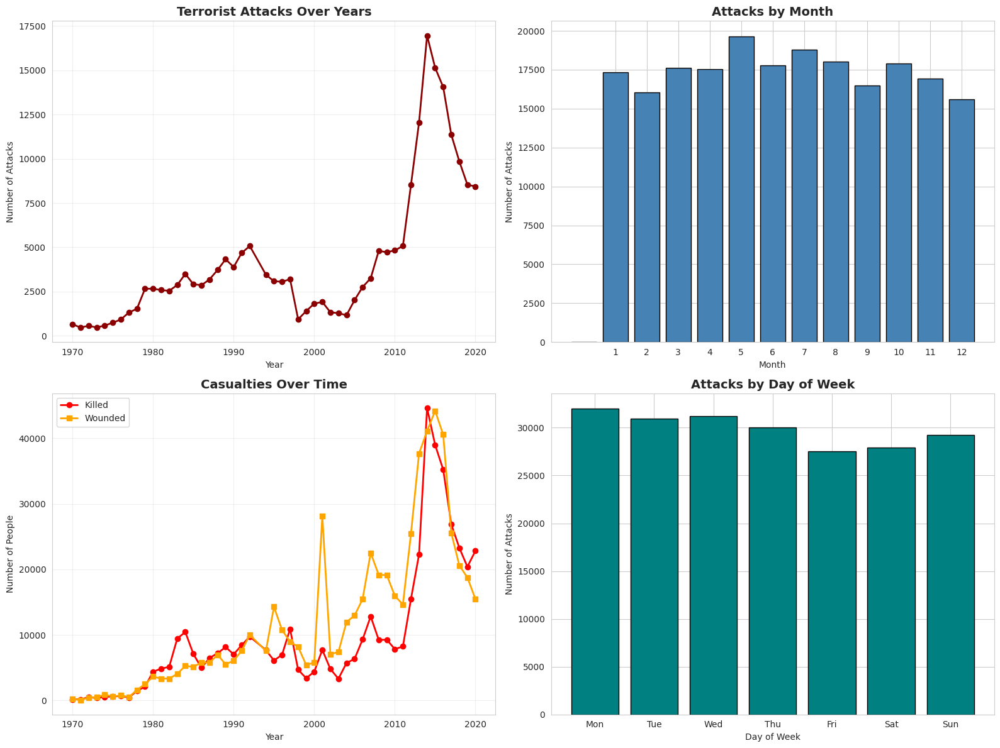 Terrorist Attacks Over Years
17500
15000
12500
10000
7500
5000
2500
0
Number of Attacks
1970 1980 1990 2000 2010 2020
Year
Attacks by Month
20000
17500
15000
12500
10000
7500
5000
2500
0
Number of Attacks
1 2 3 4 5 6 7 8 9 10 11 12
Month
Casualties Over Time
Killed
Wounded
40000
30000
20000
10000
0
Number of People
1970 1980 1990 2000 2010 2020
Year
Attacks by Day of Week
30000
25000
20000
15000
10000
5000
0
Number of Attacks
Mon Tue Wed Thu Fri Sat Sun
Day of Week